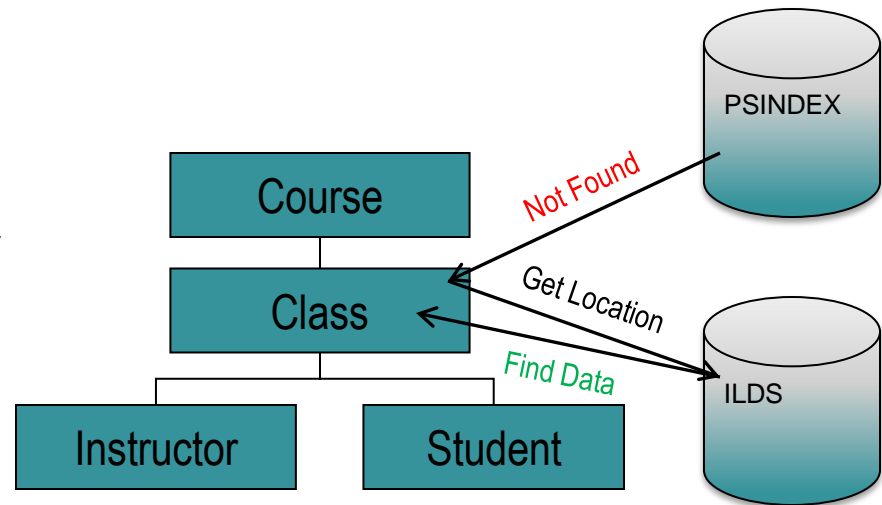 PSINDEX
Course
Not Found
Class
Get Location
Find Data
ILDS
Instructor
Student